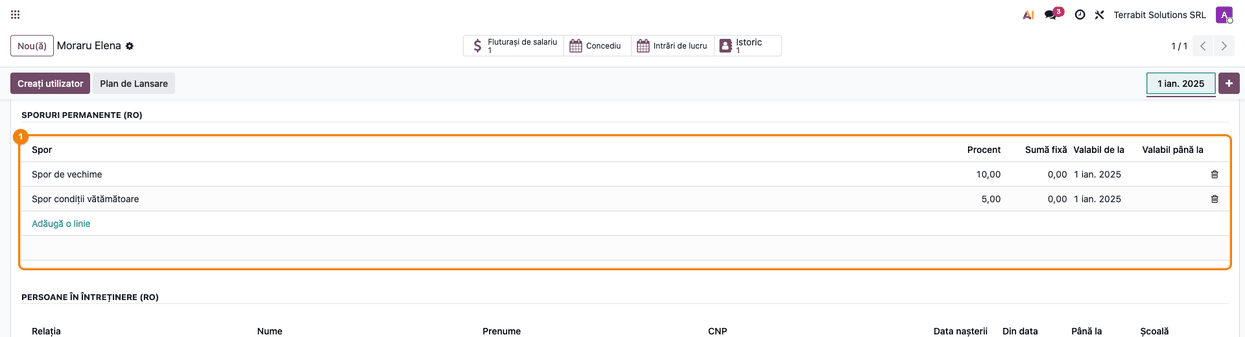 AI 3 Terrabit Solutions SRL A
Nou(ă) Moraru Elena Fluturași de salariu 1 Concediu Intrări de lucru Istoric 1 1 / 1
Creați utilizator Plan de Lansare 1 ian. 2025 +
SPORURI PERMANENTE (RO)
1
Spor Procent Sumă fixă Valabil de la Valabil până la
Spor de vechime 10,00 0,00 1 ian. 2025
Spor condiții vătămătoare 5,00 0,00 1 ian. 2025
Adăugă o linie
PERSOANE ÎN ÎNTREȚINERE (RO)
Relația Nume Prenume CNP Data nașterii Din data Până la Școală